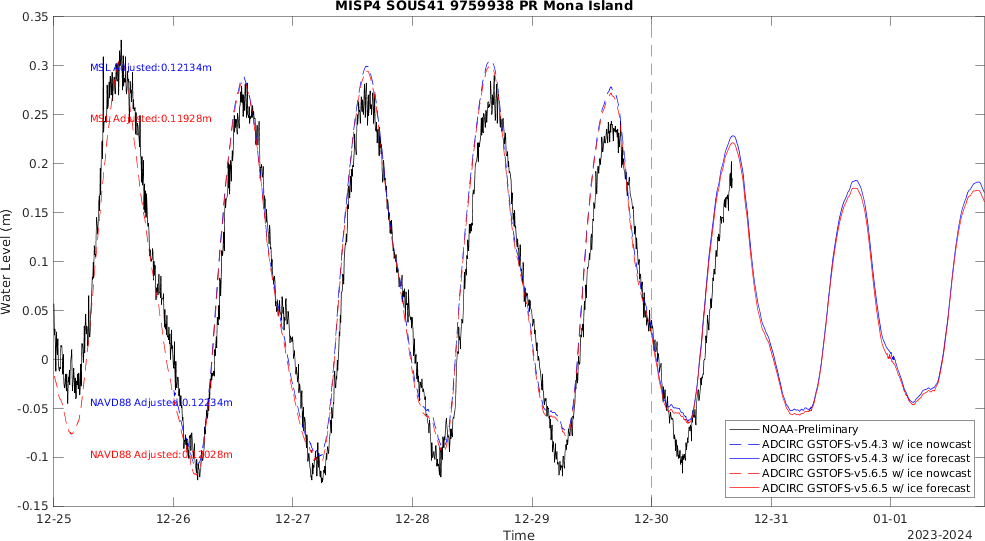 MISP4 SOUS41 9759938 PR Mona Island
0.35
0.3
0.25
0.2
0.15
0.1
0.05
0
-0.05
-0.1
-0.15
Water Level (m)
MSL Adjusted:0.12134m
MSL Adjusted:0.11928m
NAVD88 Adjusted:0.12234m
NAVD88 Adjusted:0.12028m
NOAA-Preliminary
ADCIRC GSTOFS-v5.4.3 w/ ice nowcast
ADCIRC GSTOFS-v5.4.3 w/ ice forecast
ADCIRC GSTOFS-v5.6.5 w/ ice nowcast
ADCIRC GSTOFS-v5.6.5 w/ ice forecast
12-25 12-26 12-27 12-28 12-29 12-30 12-31 01-01
Time
2023-2024